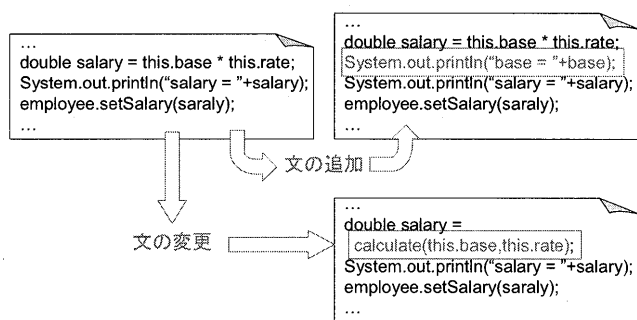 ...
double salary = this.base * this.rate;
System.out.println(“salary = ”+salary);
employee.setSalary(saraly);
...
...
double salary = this.base * this.rate;
System.out.println(“base = ”+base);
System.out.println(“salary = ”+salary);
employee.setSalary(saraly);
...
文の追加
文の変更
...
double salary =
calculate(this.base,this.rate);
System.out.println(“salary = ”+salary);
employee.setSalary(saraly);
...